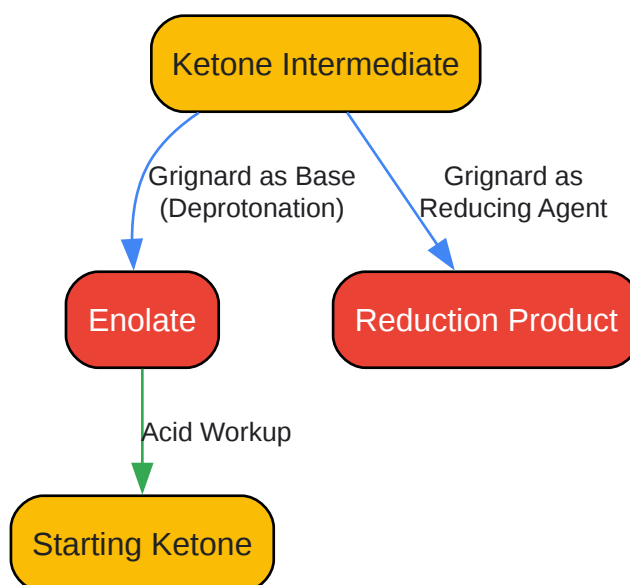 Ketone Intermediate
Grignard as Base
(Deprotonation)
Grignard as
Reducing Agent
Enolate
Reduction Product
Acid Workup
Starting Ketone